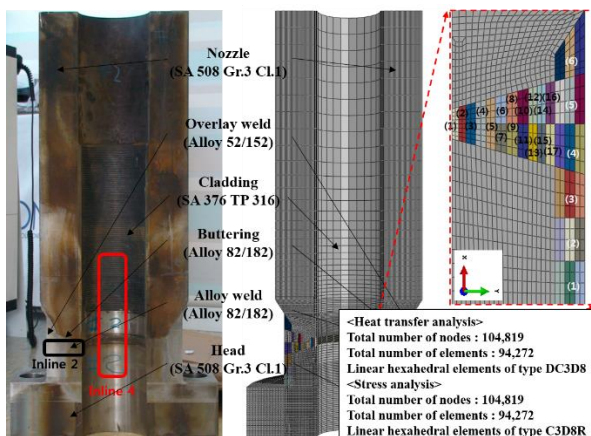 Nozzle
(SA 508 Gr.3 Cl.1)
Overlay weld
(Alloy 52/152)
Cladding
(SA 376 TP 316)
Buttering
(Alloy 82/182)
Alloy weld
(Alloy 82/182)
Head
(SA 508 Gr.3 Cl.1)
Inline 2
Inline 4
(6)
(8)
(12)(16)
(5)
(2)
(4)
(6)
(10)(14)
(1)
(3)
(5)
(9)
(11)(15)
(4)
(7)
(13)(17)
(3)
(2)
(1)
X
Y
<Heat transfer analysis>
Total number of nodes : 104,819
Total number of elements : 94,272
Linear hexahedral elements of type DC3D8
<Stress analysis>
Total number of nodes : 104,819
Total number of elements : 94,272
Linear hexahedral elements of type C3D8R